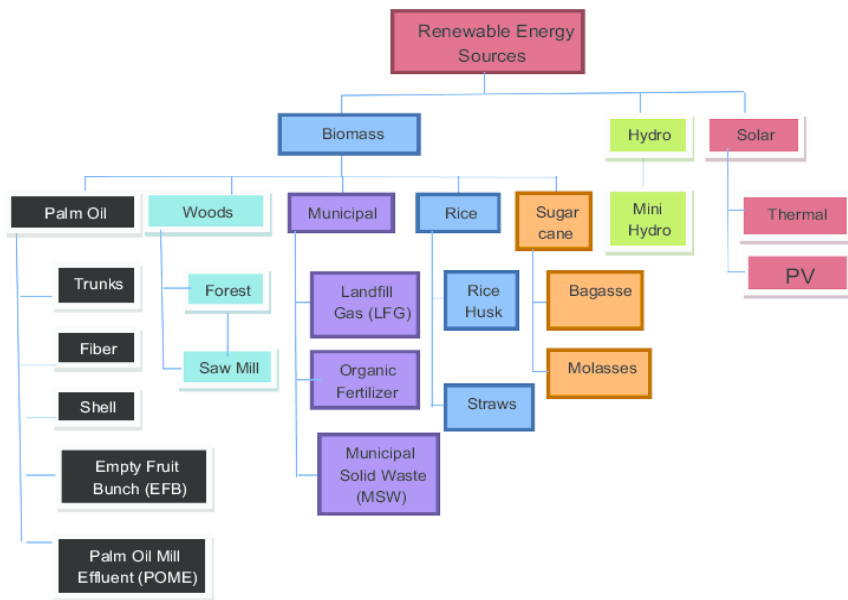 Renewable Energy
Sources
Biomass
Hydro
Solar
Palm Oil
Woods
Municipal
Rice
Sugar
cane
Mini
Hydro
Thermal
PV
Trunks
Fiber
Shell
Empty Fruit
Bunch (EFB)
Palm Oil Mill
Effluent (POME)
Forest
Saw Mill
Landfill
Gas (LFG)
Organic
Fertilizer
Municipal
Solid Waste
(MSW)
Rice
Husk
Straws
Bagasse
Molasses